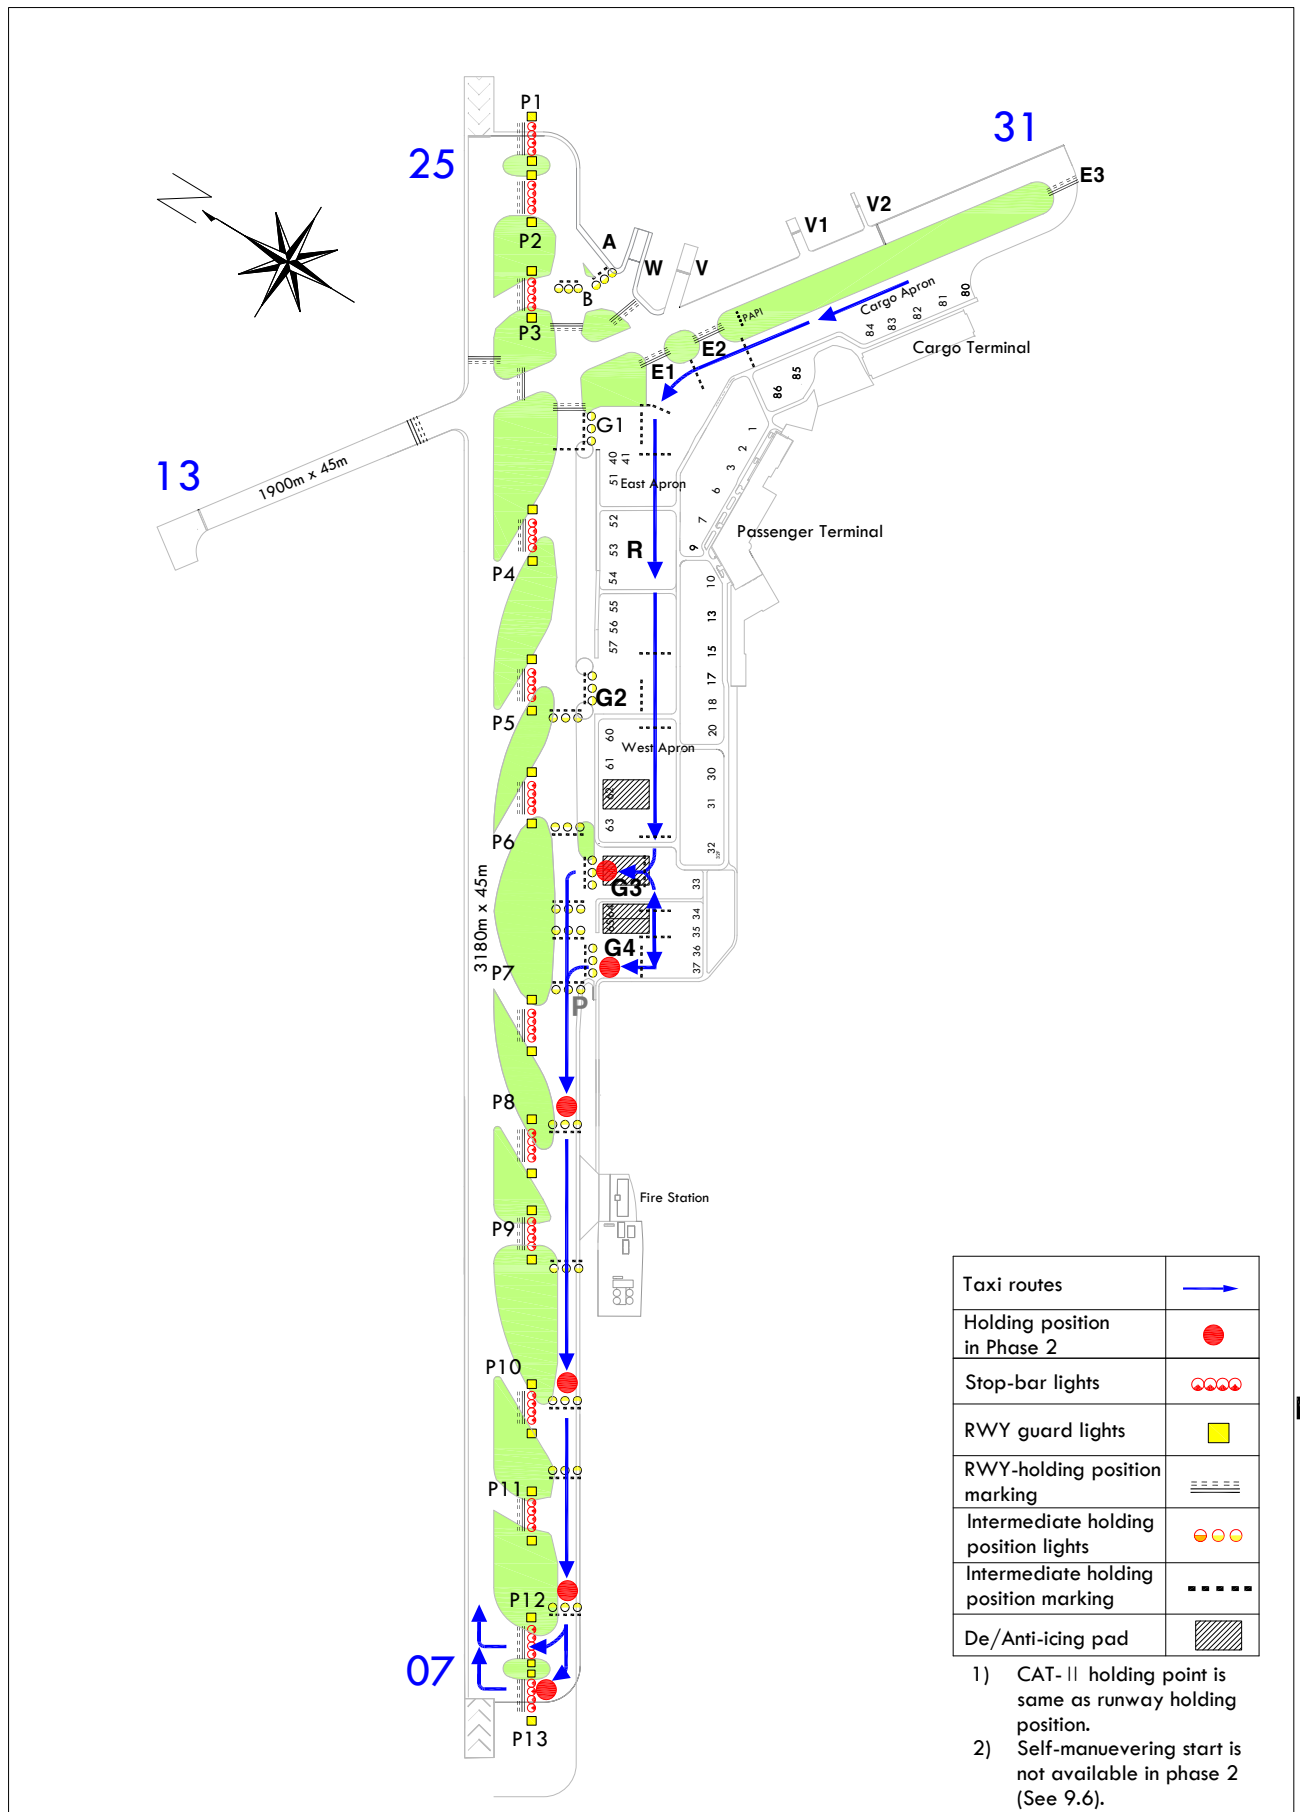 P1
31
25
E3
V2
V1
P2
A
W
V
B
Cargo Apron
80
81
82
83
84
PAPI
P3
Cargo Terminal
E2
E1
85
86
G1
1
2
3
6
7
9
40
41
51
East Apron
13
1900m x 45m
52
53
54
R
Passenger Terminal
P4
10
13
15
17
18
20
55
56
57
G2
P5
60
61
62
63
West Apron
30
31
32
P6
G3
33
34
35
36
37
64
65
G4
3180m x 45m
P7
P
P8
Fire Station
P9
P10
P11
P12
07
P13
Taxi routes
Holding position
in Phase 2
Stop-bar lights
RWY guard lights
RWY-holding position
marking
Intermediate holding
position lights
Intermediate holding
position marking
De/Anti-icing pad
1) CAT-II holding point is
same as runway holding
position.
2) Self-manuevering start is
not available in phase 2
(See 9.6).